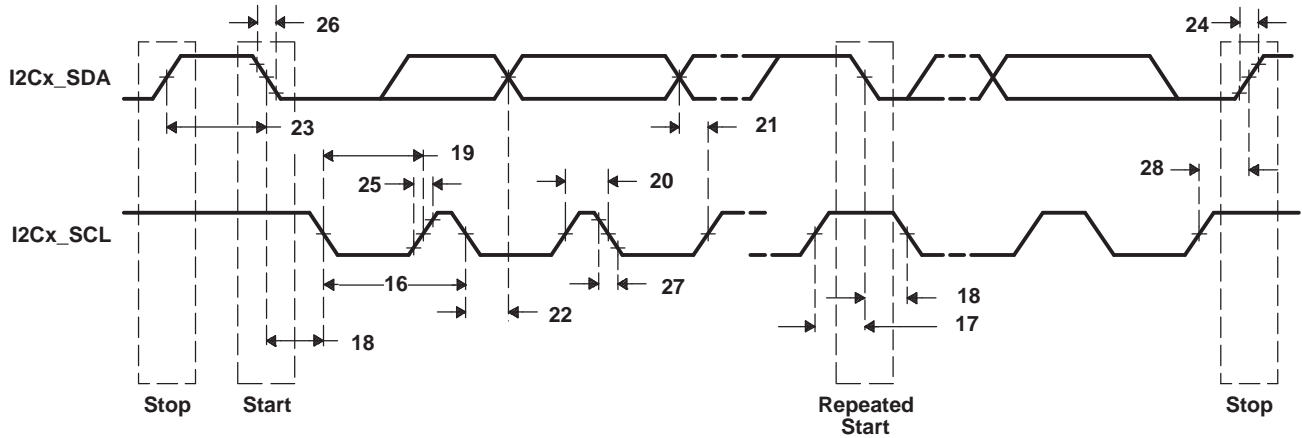 26
24
I2Cx_SDA
23
21
19
25
20
28
I2Cx_SCL
16
27
18
22
17
18
Stop
Start
Repeated
Start
Stop